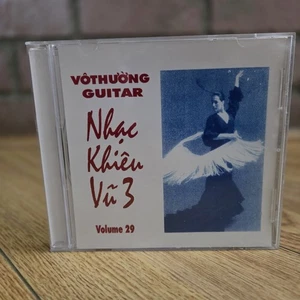 VÔTHƯỜNG
GUITAR
Nhạc
Khiêu
Vũ 3
Volume 29